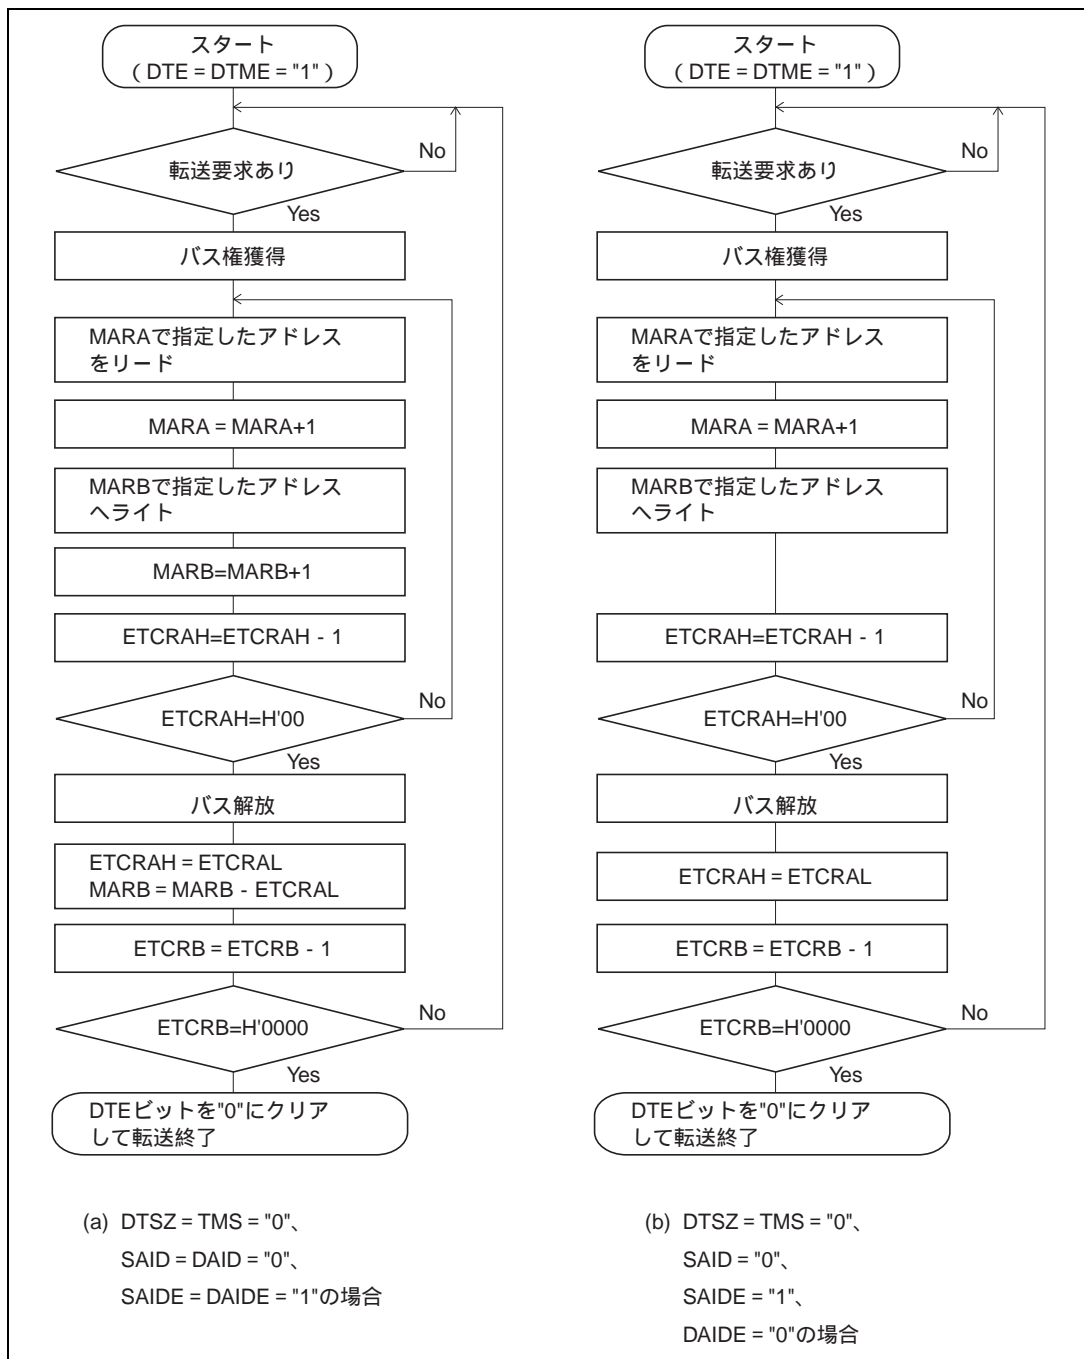 スタート
( DTE = DTME = "1" )
No
転送要求あり
Yes
バス権獲得
MARAで指定したアドレス
をリード
MARA = MARA+1
MARBで指定したアドレス
へライト
MARB=MARB+1
ETCRAH=ETCRAH - 1
No
ETCRAH=H'00
Yes
バス解放
ETCRAH = ETCRAL
MARB = MARB - ETCRAL
ETCRB = ETCRB - 1
No
ETCRB=H'0000
Yes
DTEビットを"0"にクリア
して転送終了
(a) DTSZ = TMS = "0"、
SAID = DAID = "0"、
SAIDE = DAIDE = "1"の場合
スタート
( DTE = DTME = "1" )
No
転送要求あり
Yes
バス権獲得
MARAで指定したアドレス
をリード
MARA = MARA+1
MARBで指定したアドレス
へライト
ETCRAH=ETCRAH - 1
No
ETCRAH=H'00
Yes
バス解放
ETCRAH = ETCRAL
ETCRB = ETCRB - 1
No
ETCRB=H'0000
Yes
DTEビットを"0"にクリア
して転送終了
(b) DTSZ = TMS = "0"、
SAID = "0"、
SAIDE = "1"、
DAIDE = "0"の場合